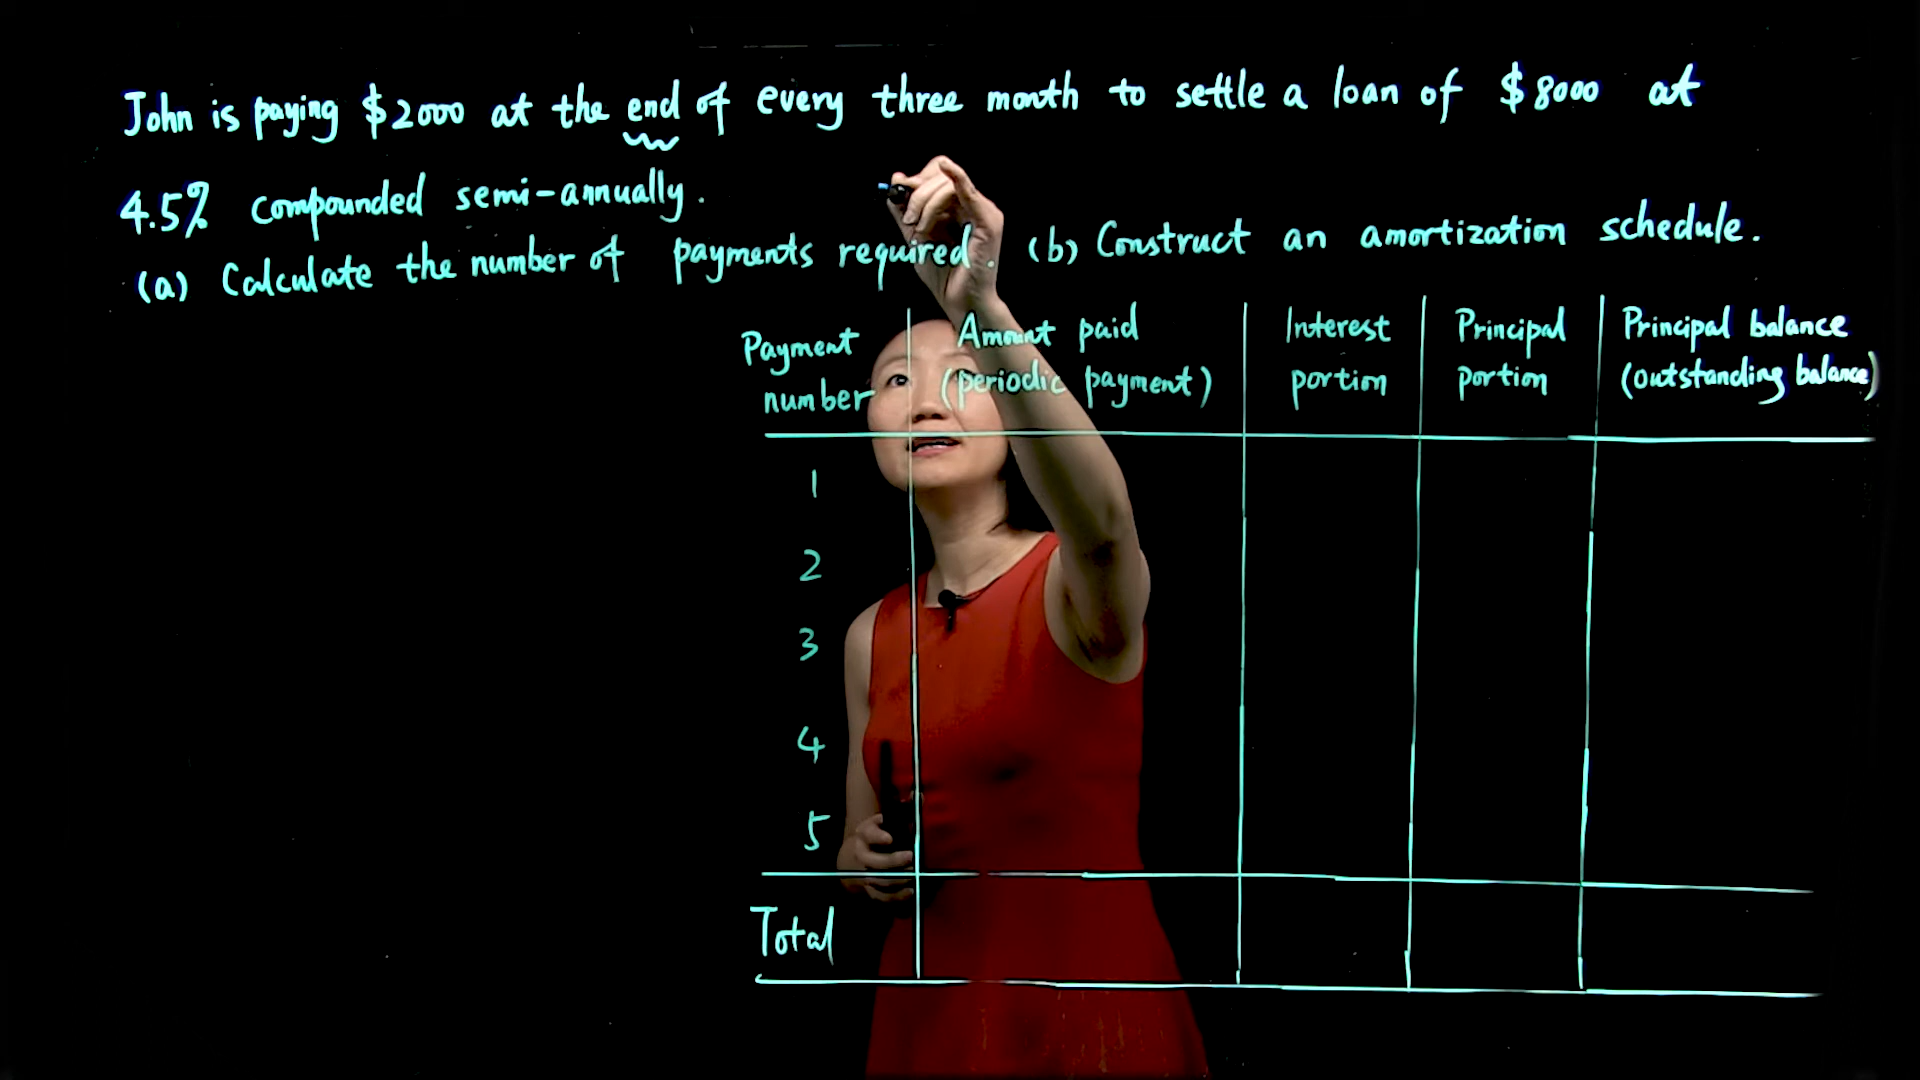 John is paying $2000 at the end of every three month to settle a loan of $8000 at
4.5% compounded semi-annually.
(a) Calculate the number of payments required. (b) Construct an amortization schedule.
Payment number Amount paid (periodic payment) Interest portion Principal portion Principal balance (outstanding balance)
1
2
3
4
5
Total